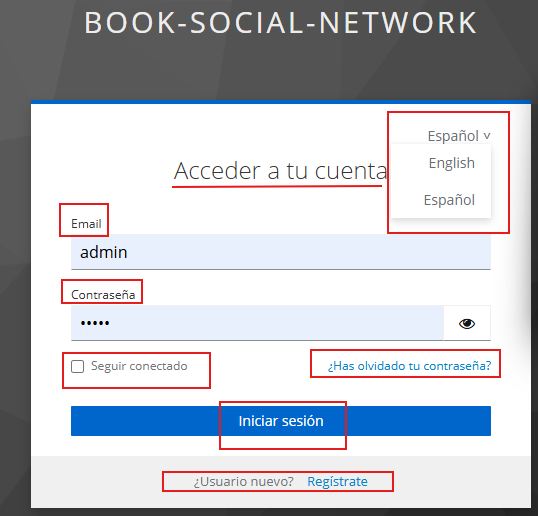 BOOK-SOCIAL-NETWORK
Español
English
Español
Acceder a tu cuenta
Email
admin
Contraseña
•••••
Seguir conectado
¿Has olvidado tu contraseña?
Iniciar sesión
¿Usuario nuevo? Regístrate